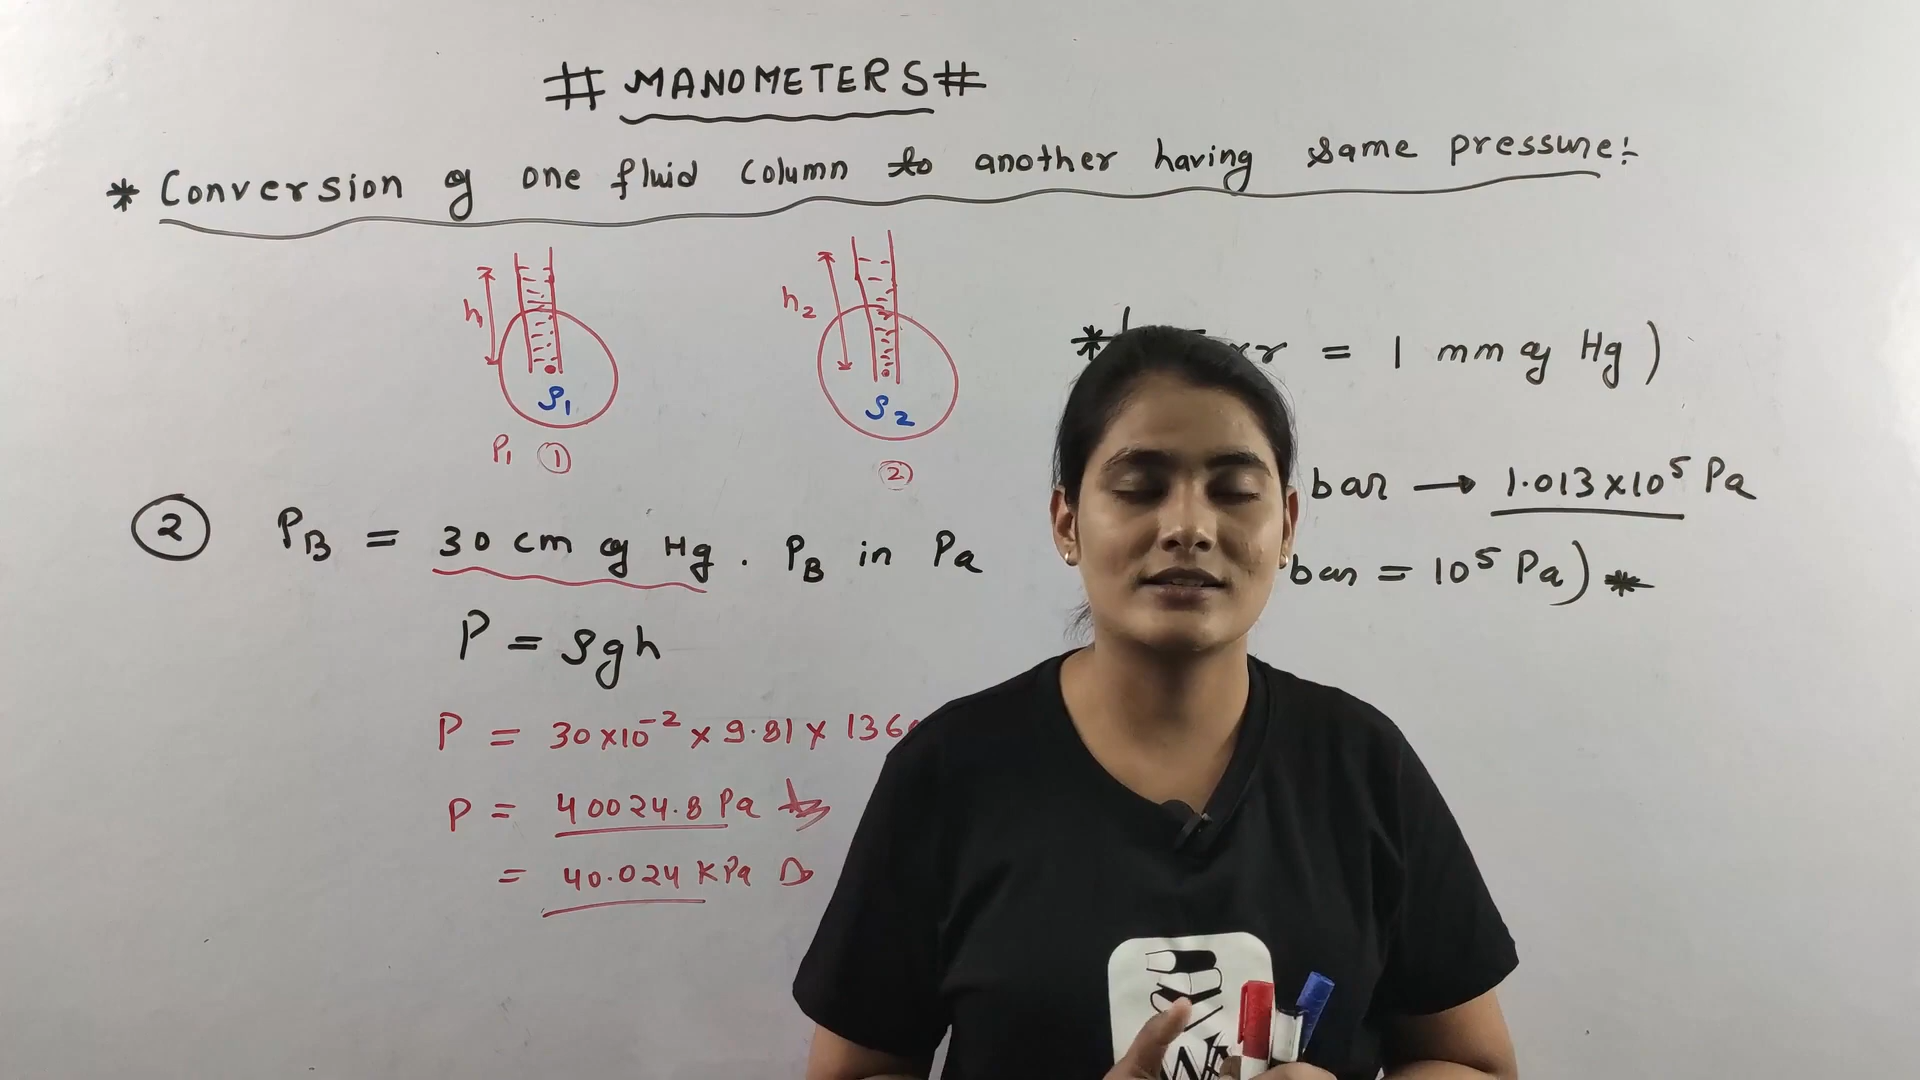 # MANOMETERS #
* Conversion of one fluid column to another having same pressure:-
h1
h2
ρ1
ρ2
P1 ①
②
* = 1 mm of Hg)
bar → 1.013×10⁵ Pa
bar = 10⁵ Pa) *
② PB = 30 cm of Hg . PB in Pa
P = ρgh
P = 30×10⁻² × 9.81 × 136
P = 40024.8 Pa
= 40.024 KPa